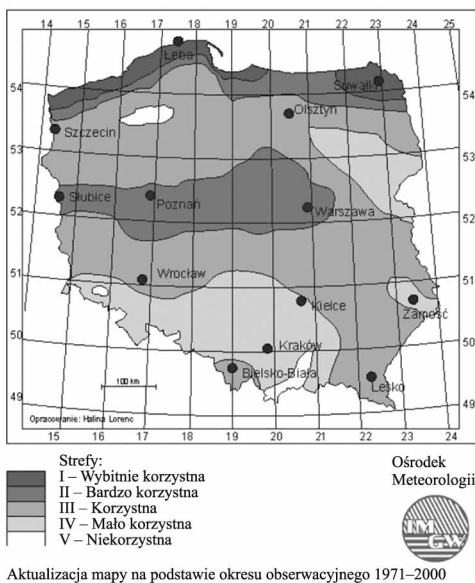 14 15 16 17 18 19 20 21 22 23 24
54 54
53 53
52 52
51 51
50 50
49 49
Łeba
Suwałki
Olsztyn
Szczecin
Słubice
Poznań
Warszawa
Wrocław
Kielce
Zamość
Kraków
Bielsko-Biała
Lesko
100 km
Opracowanie: Halina Lorenc
15 16 17 18 19 20 21 22 23
Strefy:
I – Wybitnie korzystna
II – Bardzo korzystna
III – Korzystna
IV – Mało korzystna
V – Niekorzystna
Ośrodek
Meteorologii
IMGW
Aktualizacja mapy na podstawie okresu obserwacyjnego 1971–2000